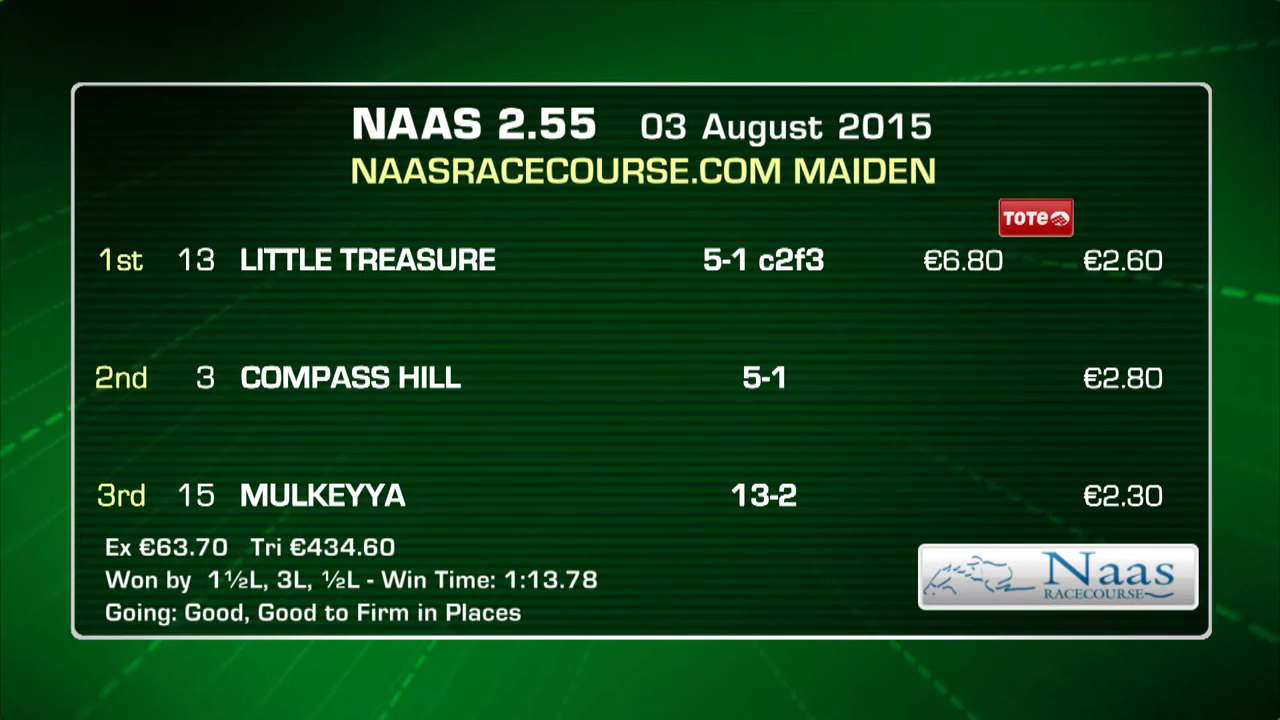 NAAS 2.55 03 August 2015
NAASRACECOURSE.COM MAIDEN
TOTE
1st 13 LITTLE TREASURE 5-1 c2f3 €6.80 €2.60
2nd 3 COMPASS HILL 5-1 €2.80
3rd 15 MULKEYYA 13-2 €2.30
Ex €63.70 Tri €434.60
Won by 1½L, 3L, ½L - Win Time: 1:13.78
Going: Good, Good to Firm in Places
Naas
RACECOURSE